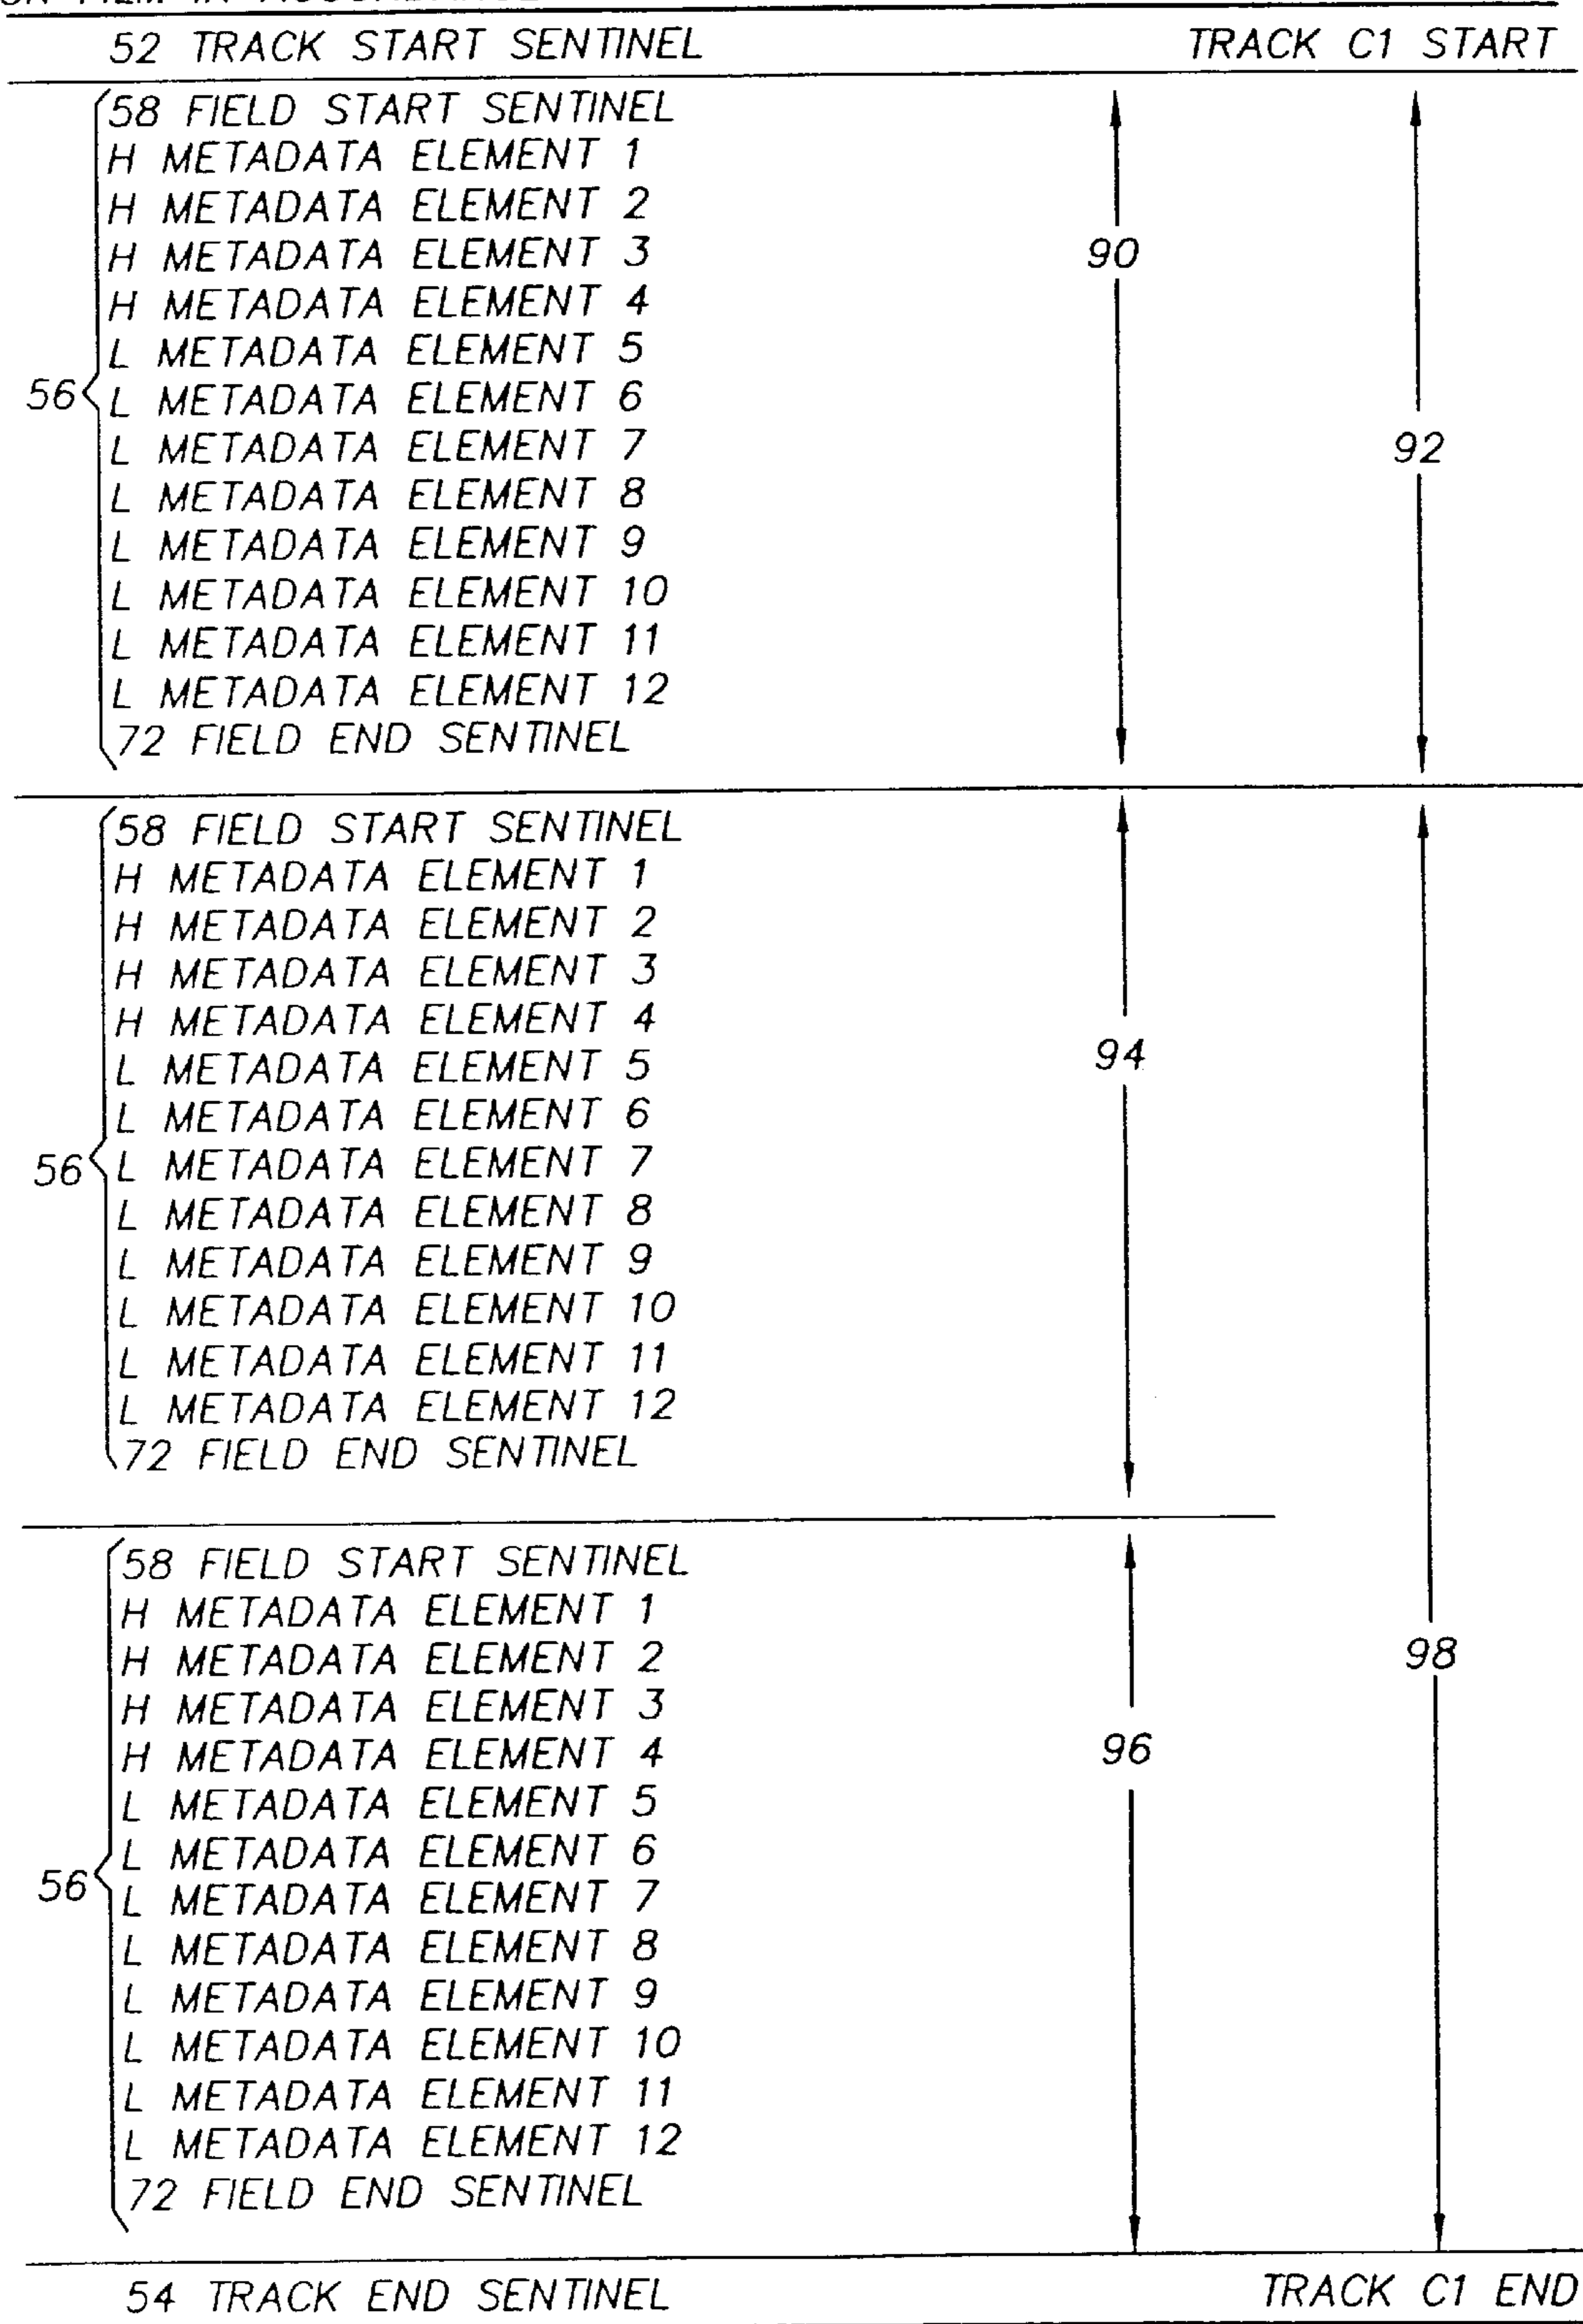 52 TRACK START SENTINEL TRACK C1 START
58 FIELD START SENTINEL
H METADATA ELEMENT 1
H METADATA ELEMENT 2
H METADATA ELEMENT 3
90
H METADATA ELEMENT 4
L METADATA ELEMENT 5
56 L METADATA ELEMENT 6
L METADATA ELEMENT 7
92
L METADATA ELEMENT 8
L METADATA ELEMENT 9
L METADATA ELEMENT 10
L METADATA ELEMENT 11
L METADATA ELEMENT 12
72 FIELD END SENTINEL
58 FIELD START SENTINEL
H METADATA ELEMENT 1
H METADATA ELEMENT 2
H METADATA ELEMENT 3
H METADATA ELEMENT 4
L METADATA ELEMENT 5
94
L METADATA ELEMENT 6
56 L METADATA ELEMENT 7
L METADATA ELEMENT 8
L METADATA ELEMENT 9
L METADATA ELEMENT 10
L METADATA ELEMENT 11
L METADATA ELEMENT 12
72 FIELD END SENTINEL
58 FIELD START SENTINEL
H METADATA ELEMENT 1
H METADATA ELEMENT 2
98
H METADATA ELEMENT 3
H METADATA ELEMENT 4
96
L METADATA ELEMENT 5
L METADATA ELEMENT 6
56
L METADATA ELEMENT 7
L METADATA ELEMENT 8
L METADATA ELEMENT 9
L METADATA ELEMENT 10
L METADATA ELEMENT 11
L METADATA ELEMENT 12
72 FIELD END SENTINEL
54 TRACK END SENTINEL TRACK C1 END